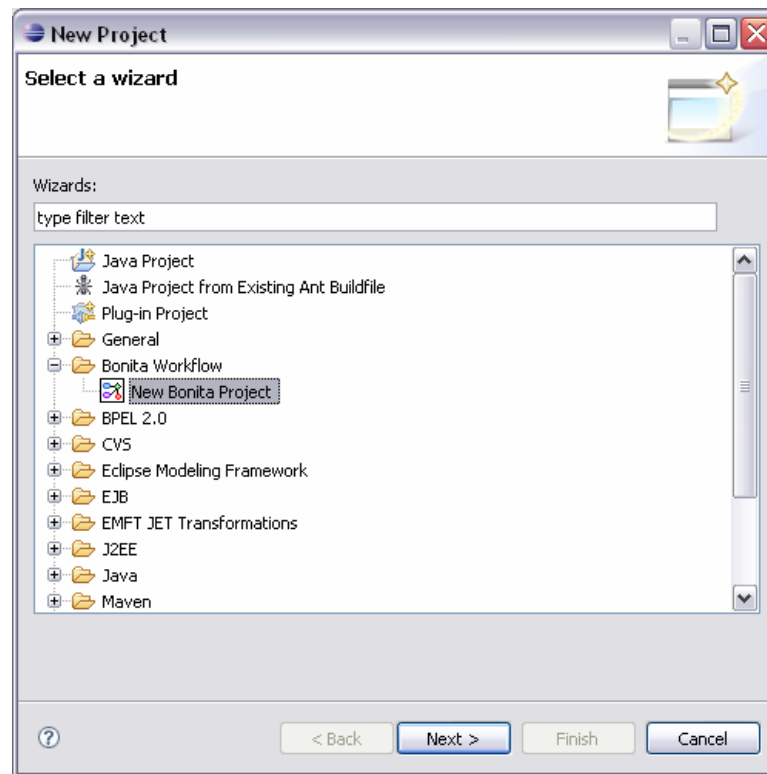 New Project
Select a wizard
Wizards:
type filter text
Java Project
Java Project from Existing Ant Buildfile
Plug-in Project
General
Bonita Workflow
New Bonita Project
BPEL 2.0
CVS
Eclipse Modeling Framework
EJB
EMFT JET Transformations
J2EE
Java
Maven
< Back Next > Finish Cancel